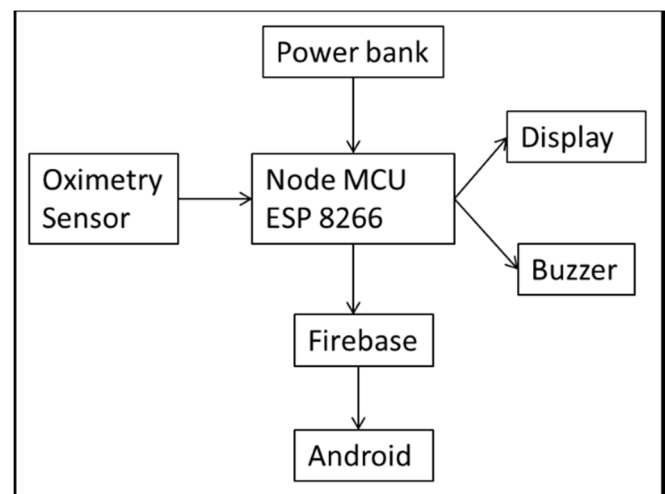 Power bank
Oximetry
Sensor
Node MCU
ESP 8266
Display
Buzzer
Firebase
Android